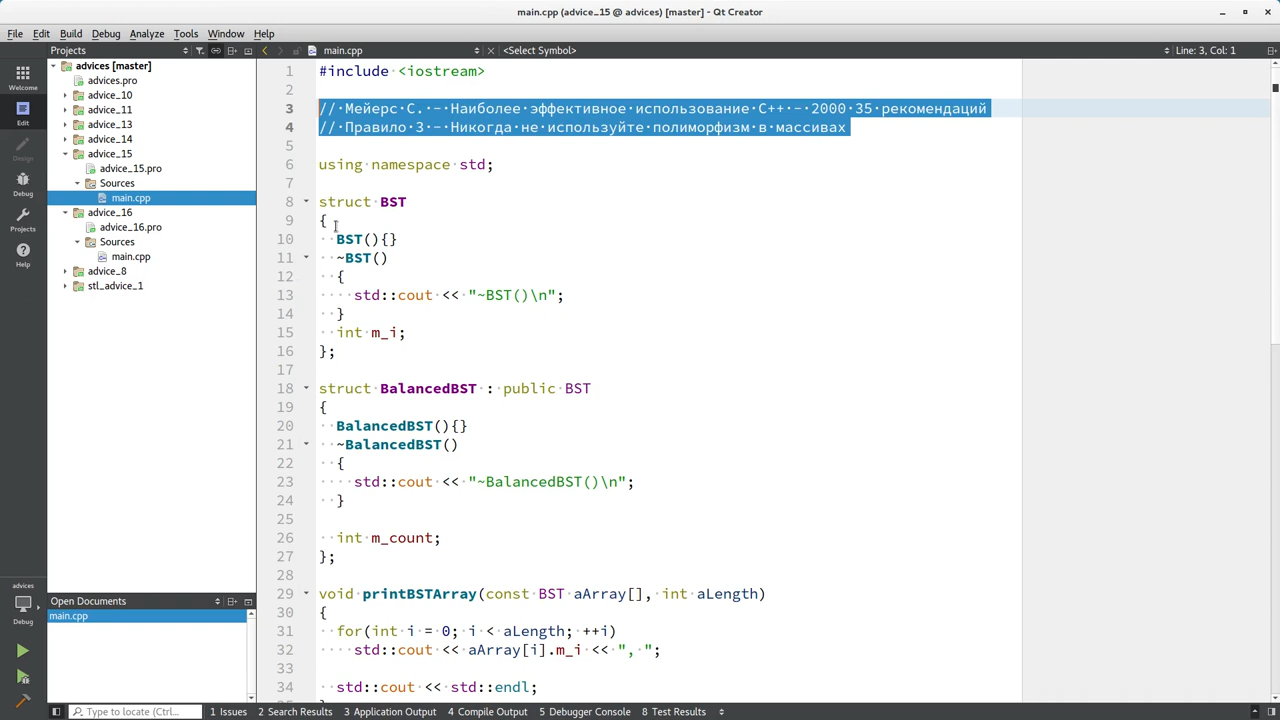 main.cpp (advice_15 @ advices) [master] - Qt Creator
File Edit Build Debug Analyze Tools Window Help
Projects
main.cpp
<Select Symbol>
Line: 3, Col: 1
Welcome
Edit
Design
Debug
Projects
Help
advices [master]
advices.pro
advice_10
advice_11
advice_13
advice_14
advice_15
advice_15.pro
Sources
main.cpp
advice_16
advice_16.pro
Sources
main.cpp
advice_8
stl_advice_1
Open Documents
main.cpp
advices
Debug
1 #include <iostream>
2
3 // Мейерс С. - Наиболее эффективное использование С++ - 2000 35 рекомендаций
4 // Правило 3 - Никогда не используйте полиморфизм в массивах
5
6 using namespace std;
7
8 struct BST
9 {
10 BST(){}
11 ~BST()
12 {
13 std::cout << "~BST()\n";
14 }
15 int m_i;
16 };
17
18 struct BalancedBST : public BST
19 {
20 BalancedBST(){}
21 ~BalancedBST()
22 {
23 std::cout << "~BalancedBST()\n";
24 }
25
26 int m_count;
27 };
28
29 void printBSTArray(const BST aArray[], int aLength)
30 {
31 for(int i = 0; i < aLength; ++i)
32 std::cout << aArray[i].m_i << ", ";
33
34 std::cout << std::endl;
Type to locate (Ctrl...
1 Issues 2 Search Results 3 Application Output 4 Compile Output 5 Debugger Console 8 Test Results